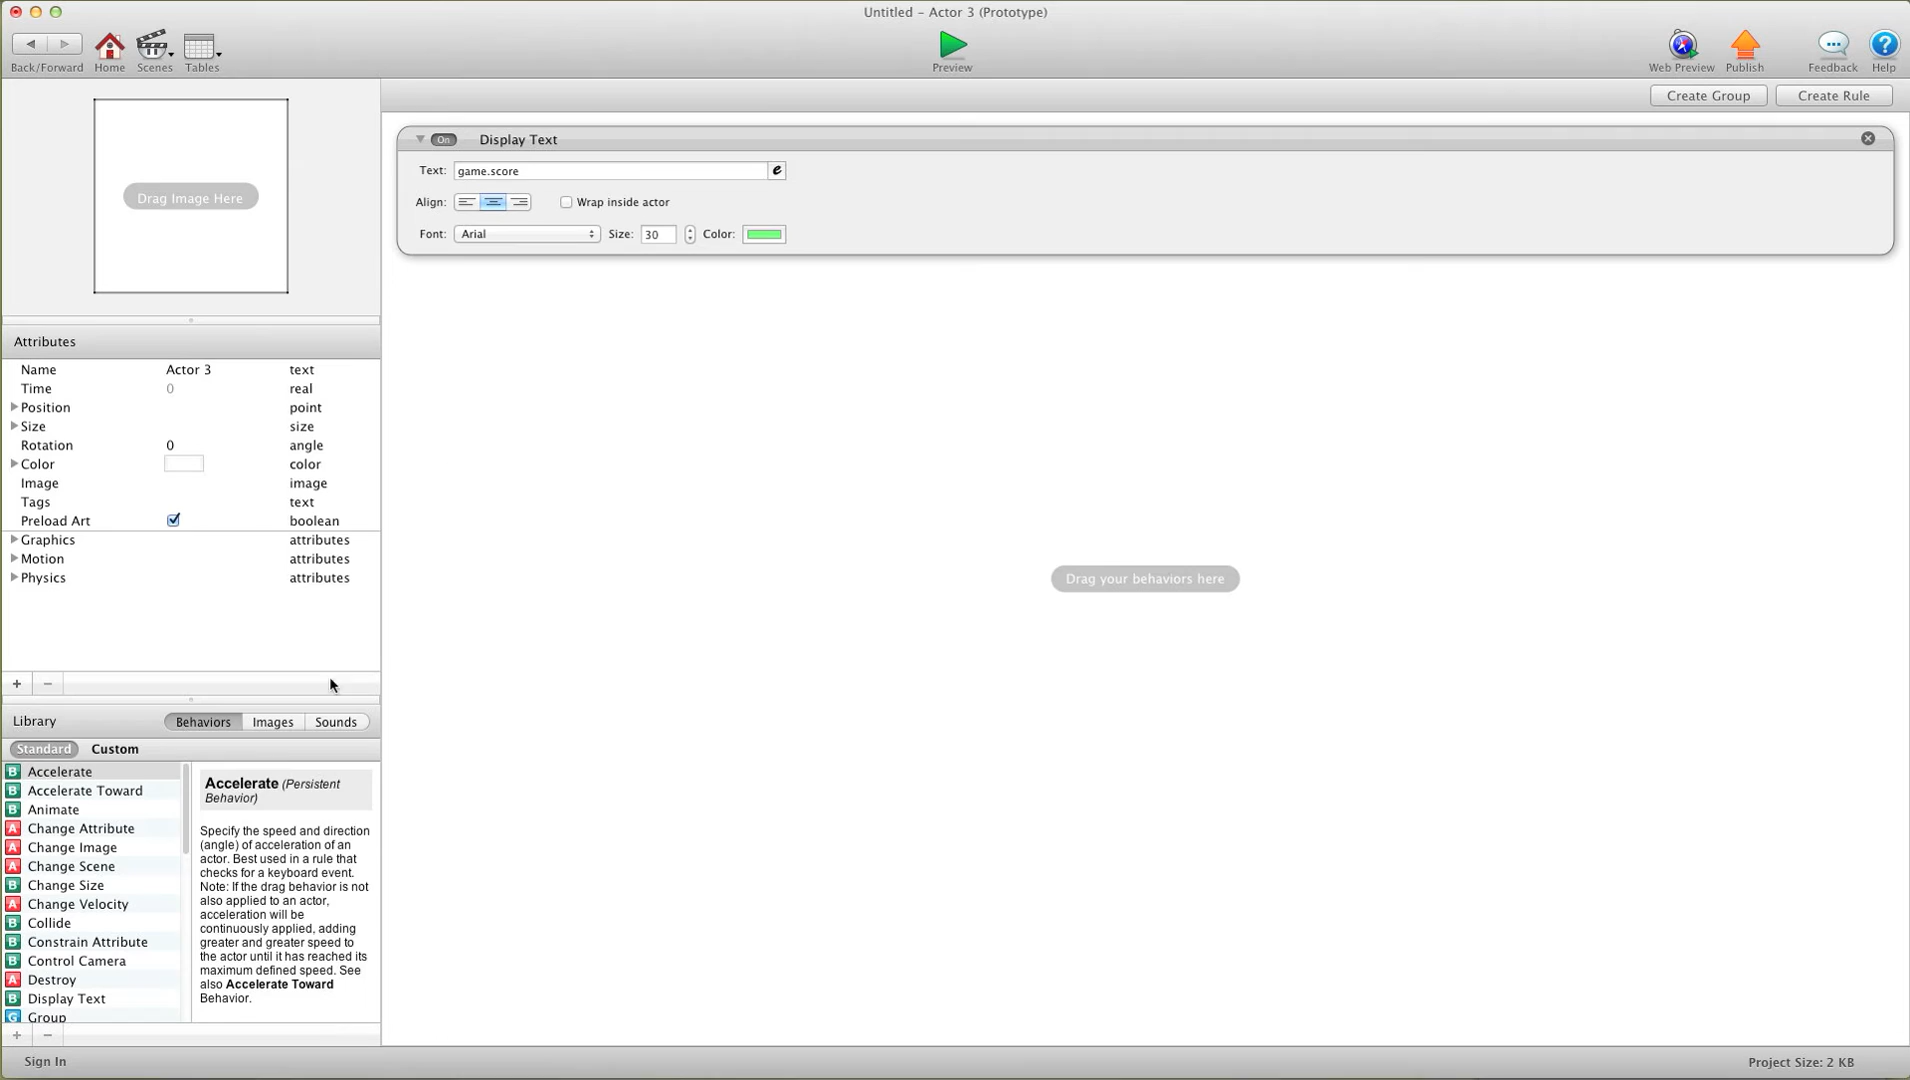 Untitled – Actor 3 (Prototype)
Back/Forward
Home
Scenes
Tables
Preview
Web Preview
Publish
Feedback
Help
Create Group
Create Rule
Drag Image Here
On
Display Text
Text: game.score e
Align: Wrap inside actor
Font: Arial Size: 30 Color:
Drag your behaviors here
Attributes
Name Actor 3 text
Time 0 real
Position point
Size size
Rotation 0 angle
Color color
Image image
Tags text
Preload Art boolean
Graphics attributes
Motion attributes
Physics attributes
+ −
Library Behaviors Images Sounds
Standard Custom
B Accelerate
B Accelerate Toward
B Animate
A Change Attribute
A Change Image
A Change Scene
B Change Size
A Change Velocity
B Collide
B Constrain Attribute
B Control Camera
A Destroy
B Display Text
G Group
Accelerate (Persistent
Behavior)
Specify the speed and direction
(angle) of acceleration of an
actor. Best used in a rule that
checks for a keyboard event.
Note: If the drag behavior is not
also applied to an actor,
acceleration will be
continuously applied, adding
greater and greater speed to
the actor until it has reached its
maximum defined speed. See
also Accelerate Toward
Behavior.
+ −
Sign In
Project Size: 2 KB